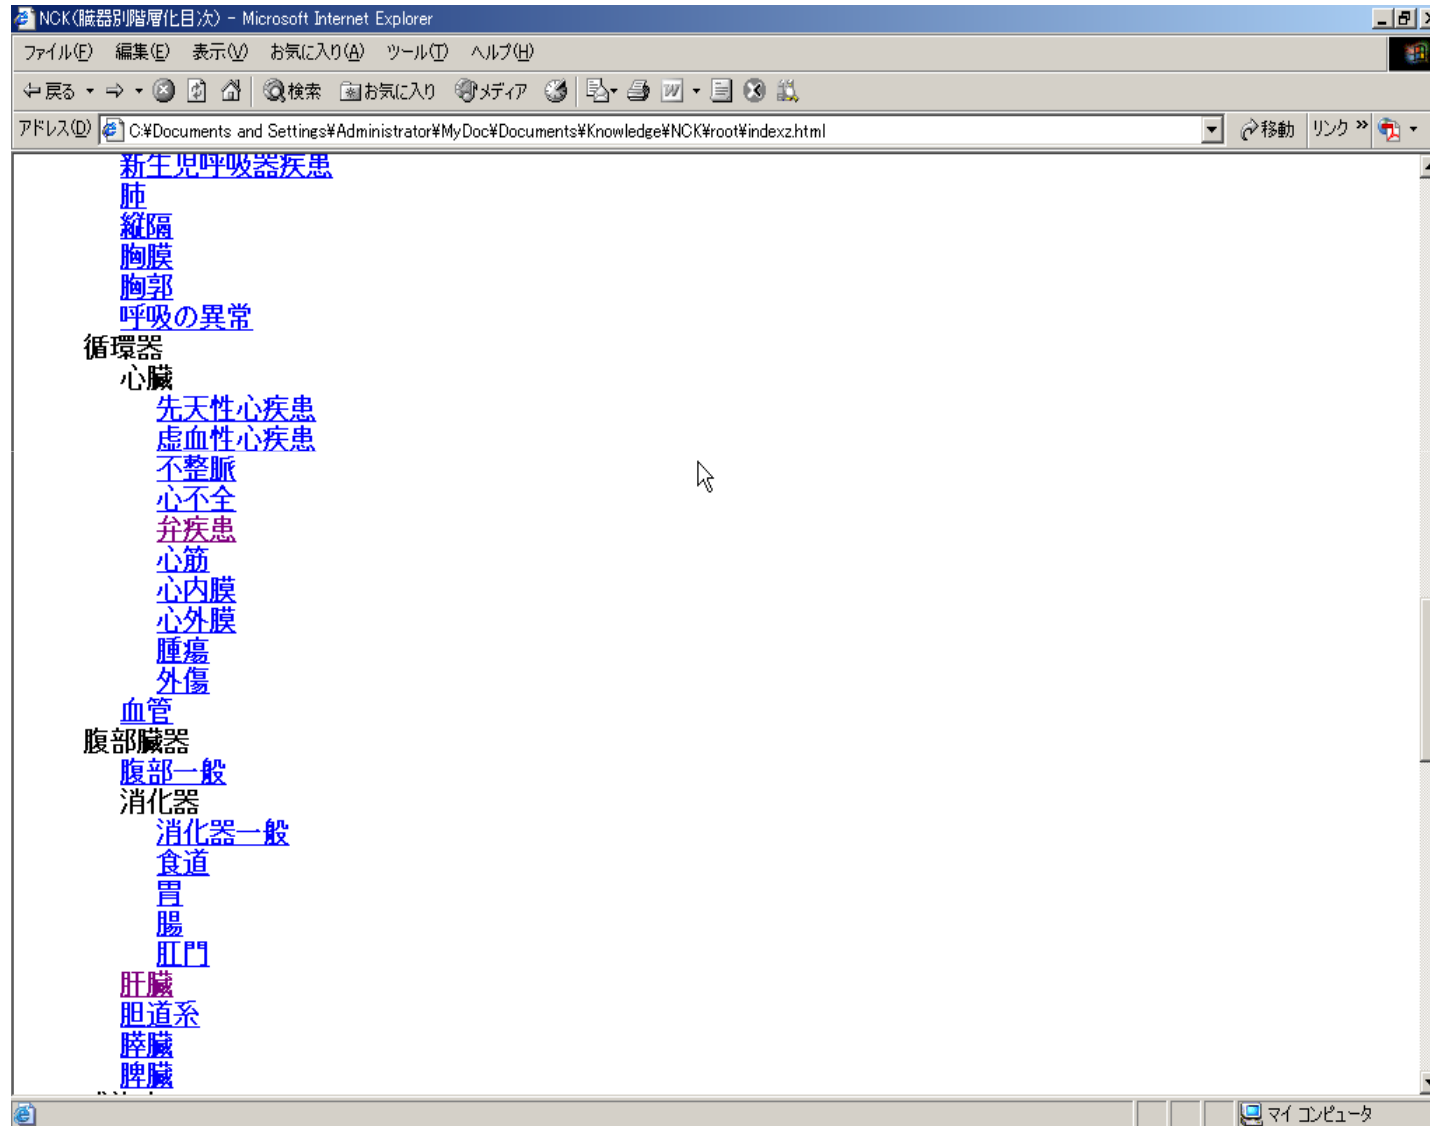 NCK(臓器別階層化目次) - Microsoft Internet Explorer
ファイル(F) 編集(E) 表示(V) お気に入り(A) ツール(T) ヘルプ(H)
戻る 検索 お気に入り メディア
アドレス(D) C:¥Documents and Settings¥Administrator¥MyDoc¥Documents¥Knowledge¥NCK¥root¥indexz.html 移動 リンク »
新生児呼吸器疾患
肺
縦隔
胸膜
胸郭
呼吸の異常
循環器
心臓
先天性心疾患
虚血性心疾患
不整脈
心不全
弁疾患
心筋
心内膜
心外膜
腫瘍
外傷
血管
腹部臓器
腹部一般
消化器
消化器一般
食道
胃
腸
肛門
肝臓
胆道系
膵臓
脾臓
マイ コンピュータ